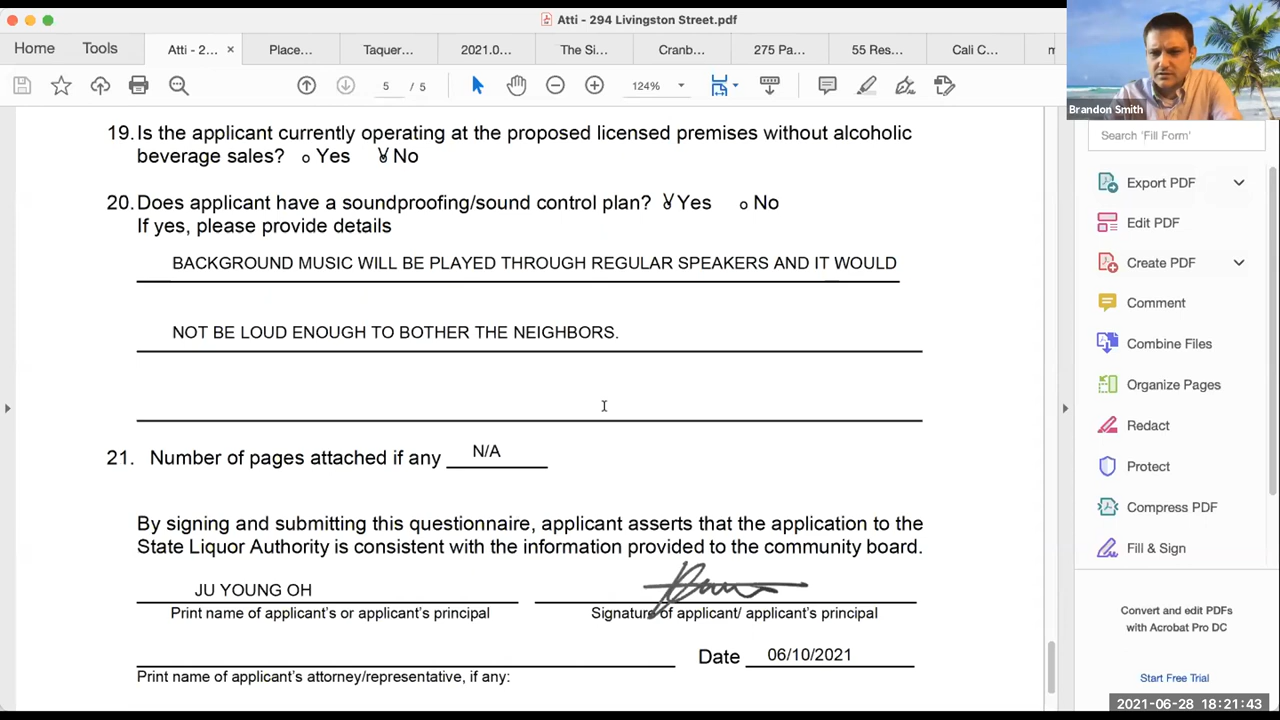 Atti - 294 Livingston Street.pdf
Home Tools Atti - 2... × Place... Taquer... 2021.0... The Si... Cranb... 275 Pa... 55 Res... Cali C...
5 / 5 124%
Brandon Smith
Search 'Fill Form'
19. Is the applicant currently operating at the proposed licensed premises without alcoholic
beverage sales? o Yes No
20. Does applicant have a soundproofing/sound control plan? Yes o No
If yes, please provide details
BACKGROUND MUSIC WILL BE PLAYED THROUGH REGULAR SPEAKERS AND IT WOULD
NOT BE LOUD ENOUGH TO BOTHER THE NEIGHBORS.
21. Number of pages attached if any N/A
By signing and submitting this questionnaire, applicant asserts that the application to the
State Liquor Authority is consistent with the information provided to the community board.
JU YOUNG OH
Print name of applicant's or applicant's principal Signature of applicant/ applicant's principal
Date 06/10/2021
Print name of applicant's attorney/representative, if any:
Export PDF
Edit PDF
Create PDF
Comment
Combine Files
Organize Pages
Redact
Protect
Compress PDF
Fill & Sign
Convert and edit PDFs
with Acrobat Pro DC
Start Free Trial
2021-06-28 18:21:43